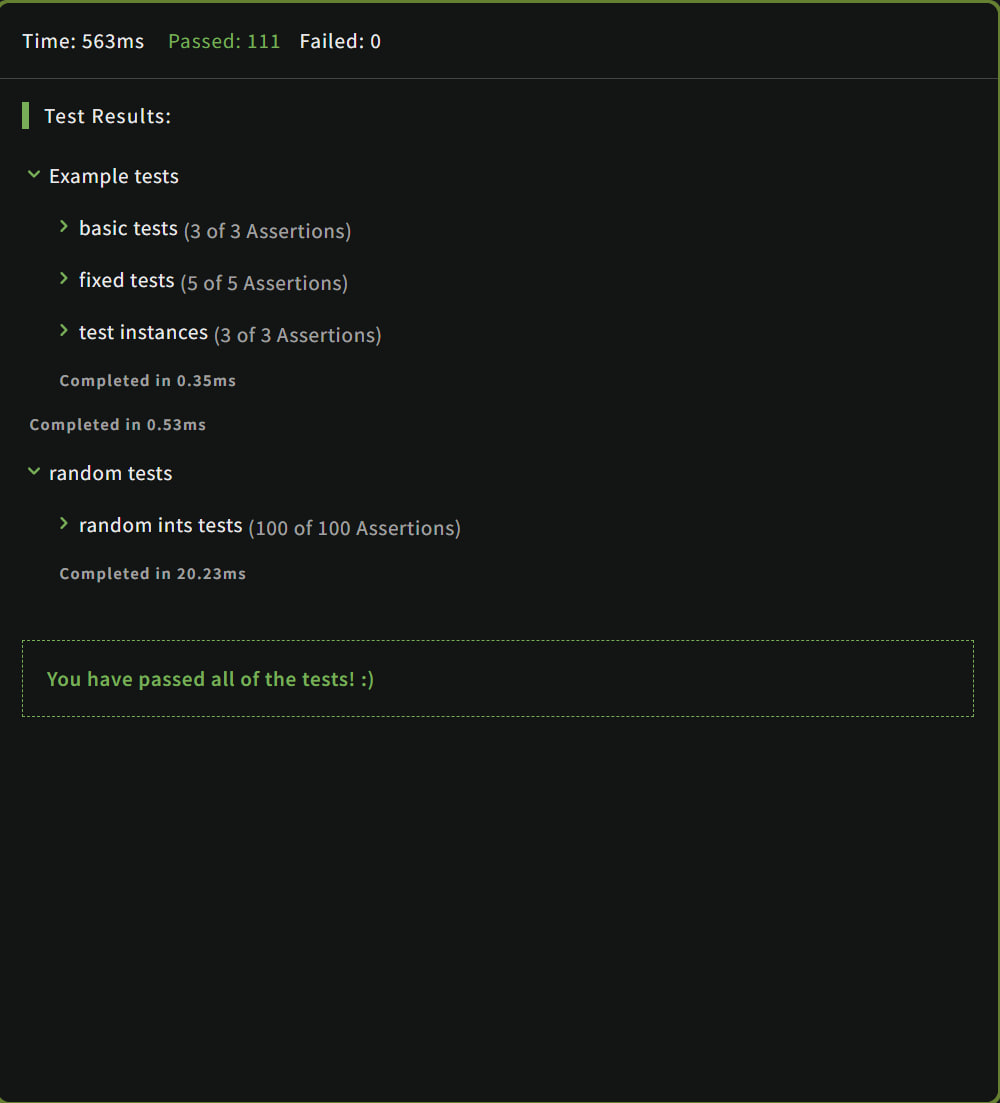 Time: 563ms Passed: 111 Failed: 0
Test Results:
Example tests
basic tests (3 of 3 Assertions)
fixed tests (5 of 5 Assertions)
test instances (3 of 3 Assertions)
Completed in 0.35ms
Completed in 0.53ms
random tests
random ints tests (100 of 100 Assertions)
Completed in 20.23ms
You have passed all of the tests! :)